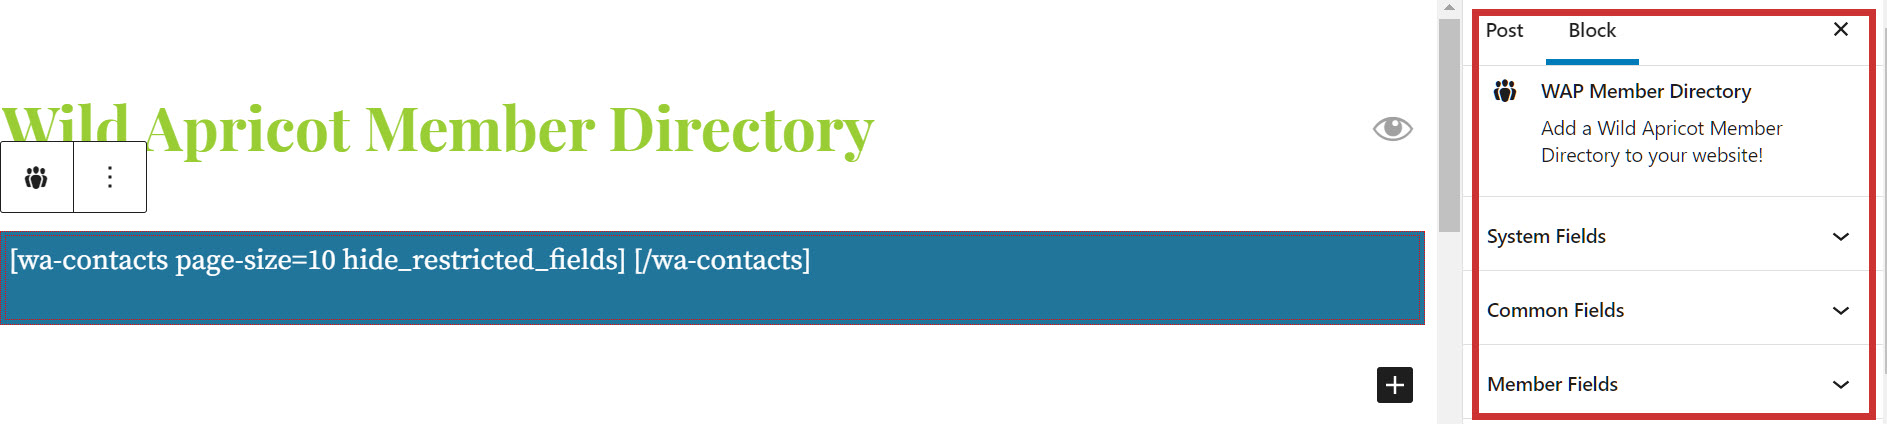 Wild Apricot Member Directory
[wa-contacts page-size=10 hide_restricted_fields] [/wa-contacts]
Post Block
WAP Member Directory
Add a Wild Apricot Member
Directory to your website!
System Fields
Common Fields
Member Fields